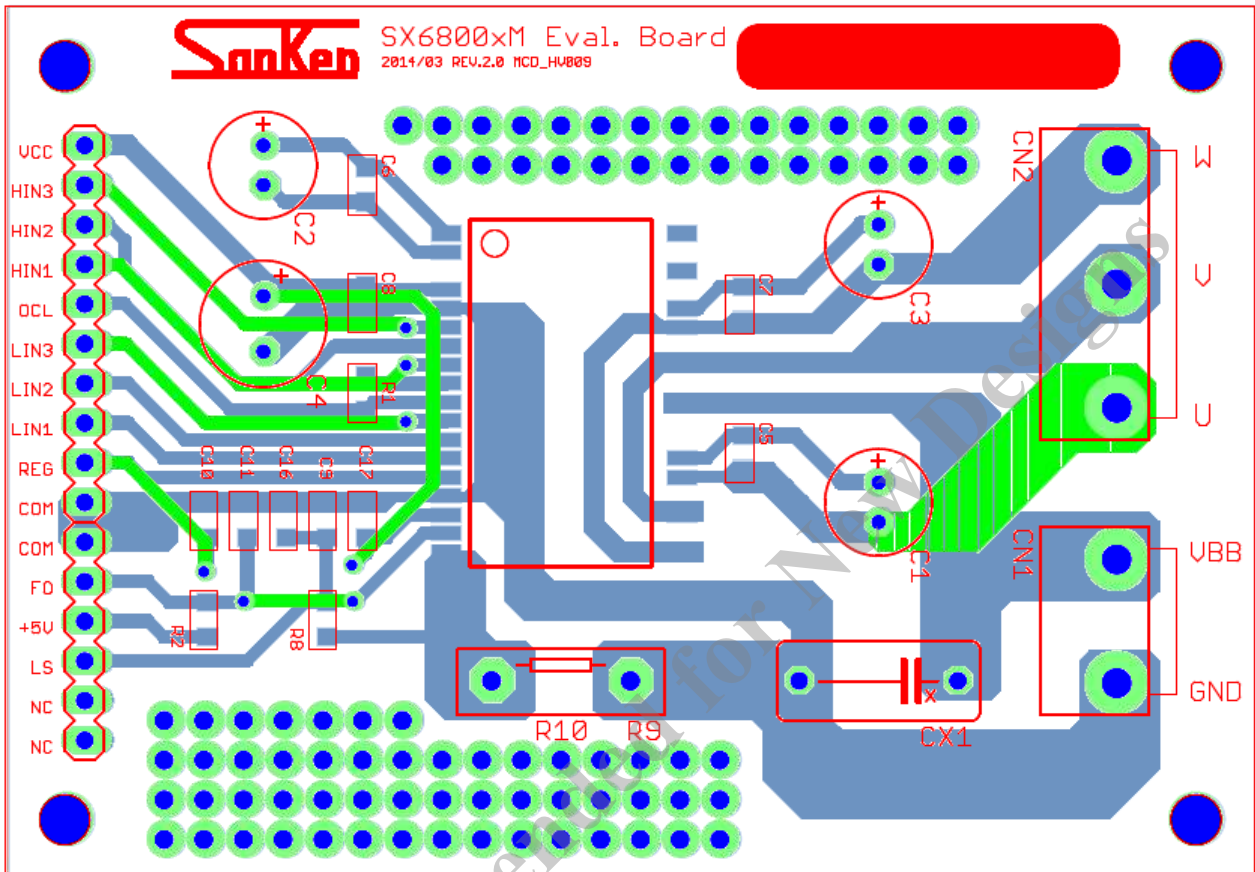 SanKen
SX6800xM Eval. Board
2014/03 REV.2.0 MCD_HV009
VCC
HIN3
HIN2
HIN1
OCL
LIN3
LIN2
LIN1
REG
COM
COM
FO
+5V
LS
NC
NC
+
C2
C6
+
C4
C8
R1
C10
C11
C16
C9
C17
R2
R8
+
C3
C7
C5
+
C1
CN2
W
V
U
CN1
VBB
GND
R10
R9
x
CX1
ended for New Designs